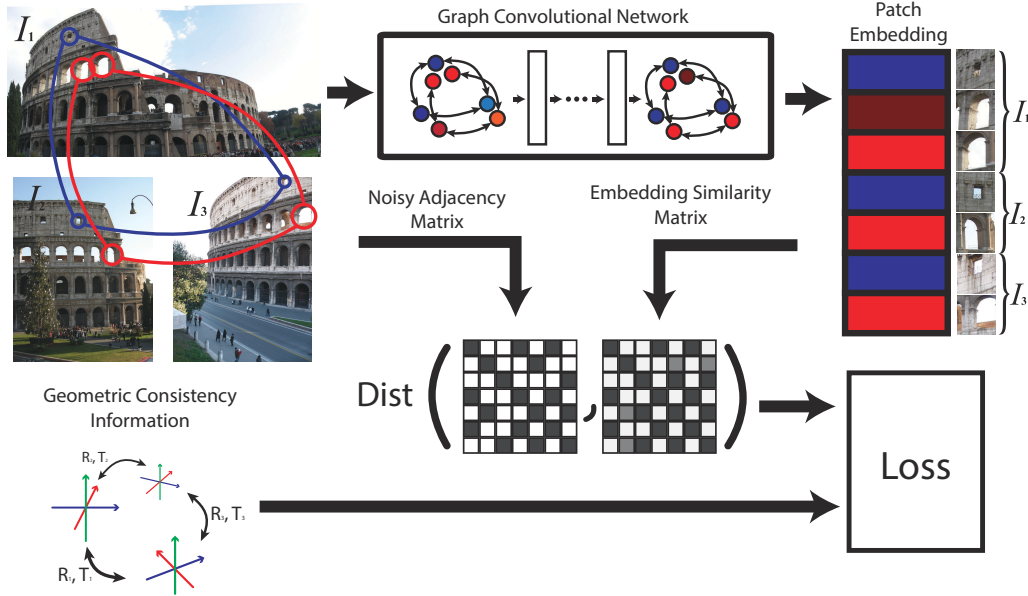 Graph Convolutional Network
Patch
Embedding
I₁
I₂
I₃
I₁
I₂
I₃
Noisy Adjacency
Matrix
Embedding Similarity
Matrix
Dist ( , )
Loss
Geometric Consistency
Information
R₂, T₂
R₃, T₃
R₁, T₁